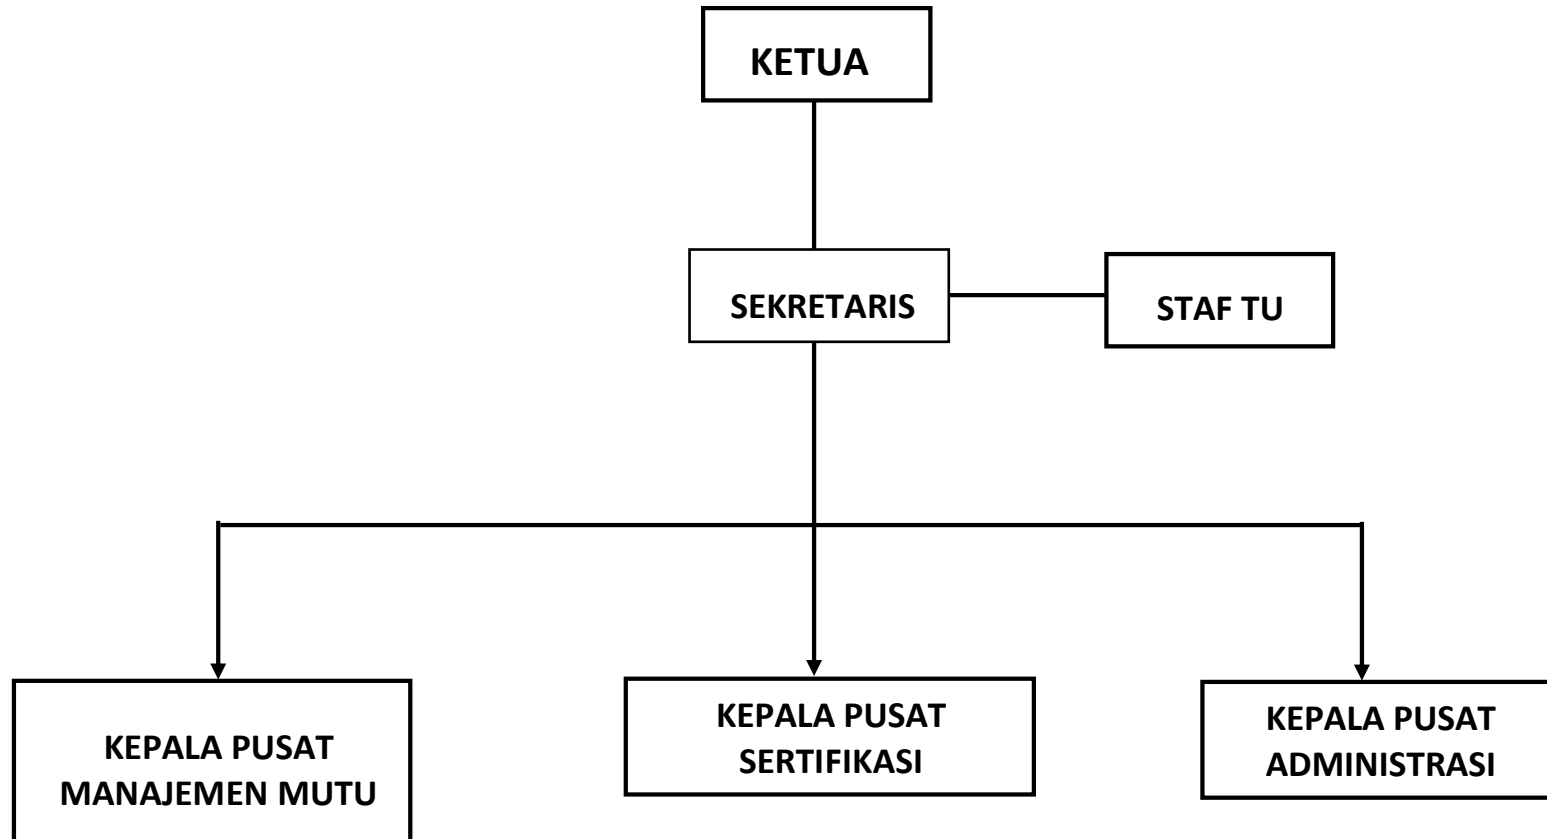 KETUA
SEKRETARIS
STAF TU
KEPALA PUSAT
MANAJEMEN MUTU
KEPALA PUSAT
SERTIFIKASI
KEPALA PUSAT
ADMINISTRASI